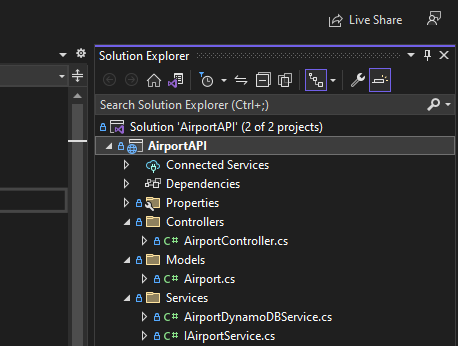 Live Share
Solution Explorer
Search Solution Explorer (Ctrl+;)
Solution 'AirportAPI' (2 of 2 projects)
AirportAPI
Connected Services
Dependencies
Properties
Controllers
C# AirportController.cs
Models
C# Airport.cs
Services
C# AirportDynamoDBService.cs
C# IAirportService.cs